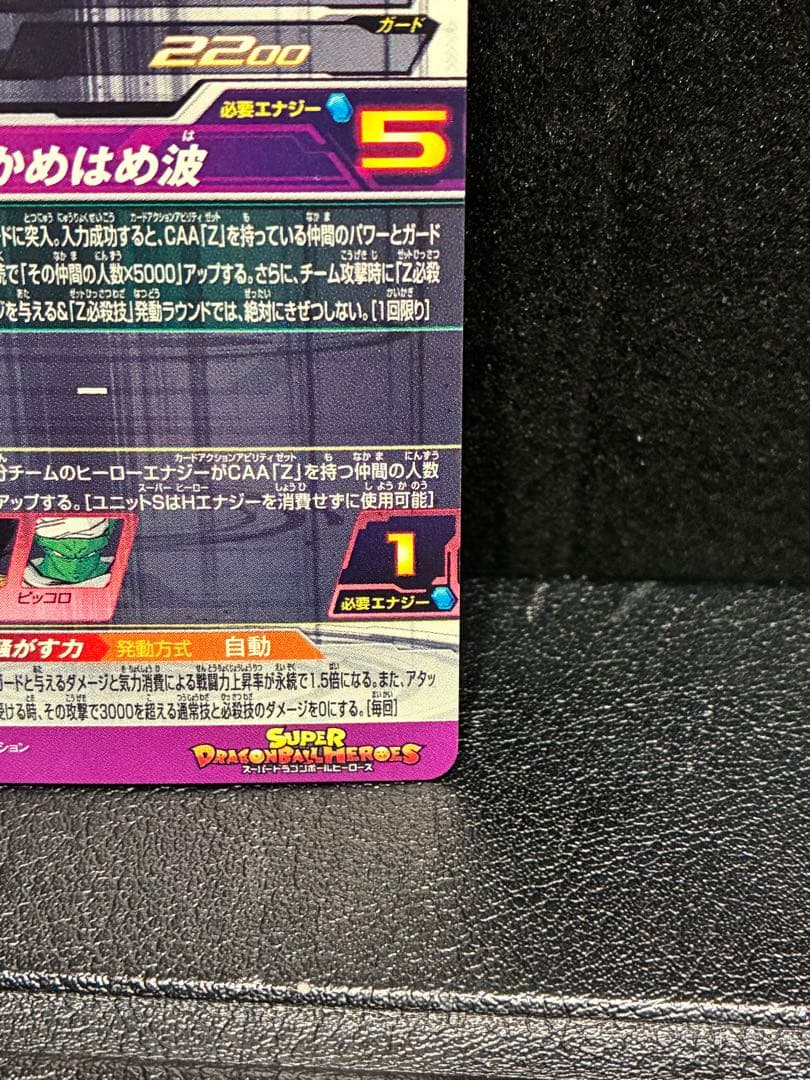 ガード
2200
必要エナジー 5
かめはめ波
ドに突入。入力成功すると、CAA「Z」を持っている仲間のパワーとガード
続で「その仲間の人数×5000」アップする。さらに、チーム攻撃時に「Z必殺
ジを与える&「Z必殺技」発動ラウンドでは、絶対にきぜつしない。[1回限り]
ー
分チームのヒーローエナジーがCAA「Z」を持つ仲間の人数
アップする。[ユニットSはHエナジーを消費せずに使用可能]
ピッコロ
1
必要エナジー
騒がす力 発動方式 自動
ガードと与えるダメージと気力消費による戦闘力上昇率が永続で1.5倍になる。また、アタッ
受ける時、その攻撃で3000を超える通常技と必殺技のダメージを0にする。[毎回]
ション
SUPER
DRAGONBALL HEROES
スーパードラゴンボールヒーローズ